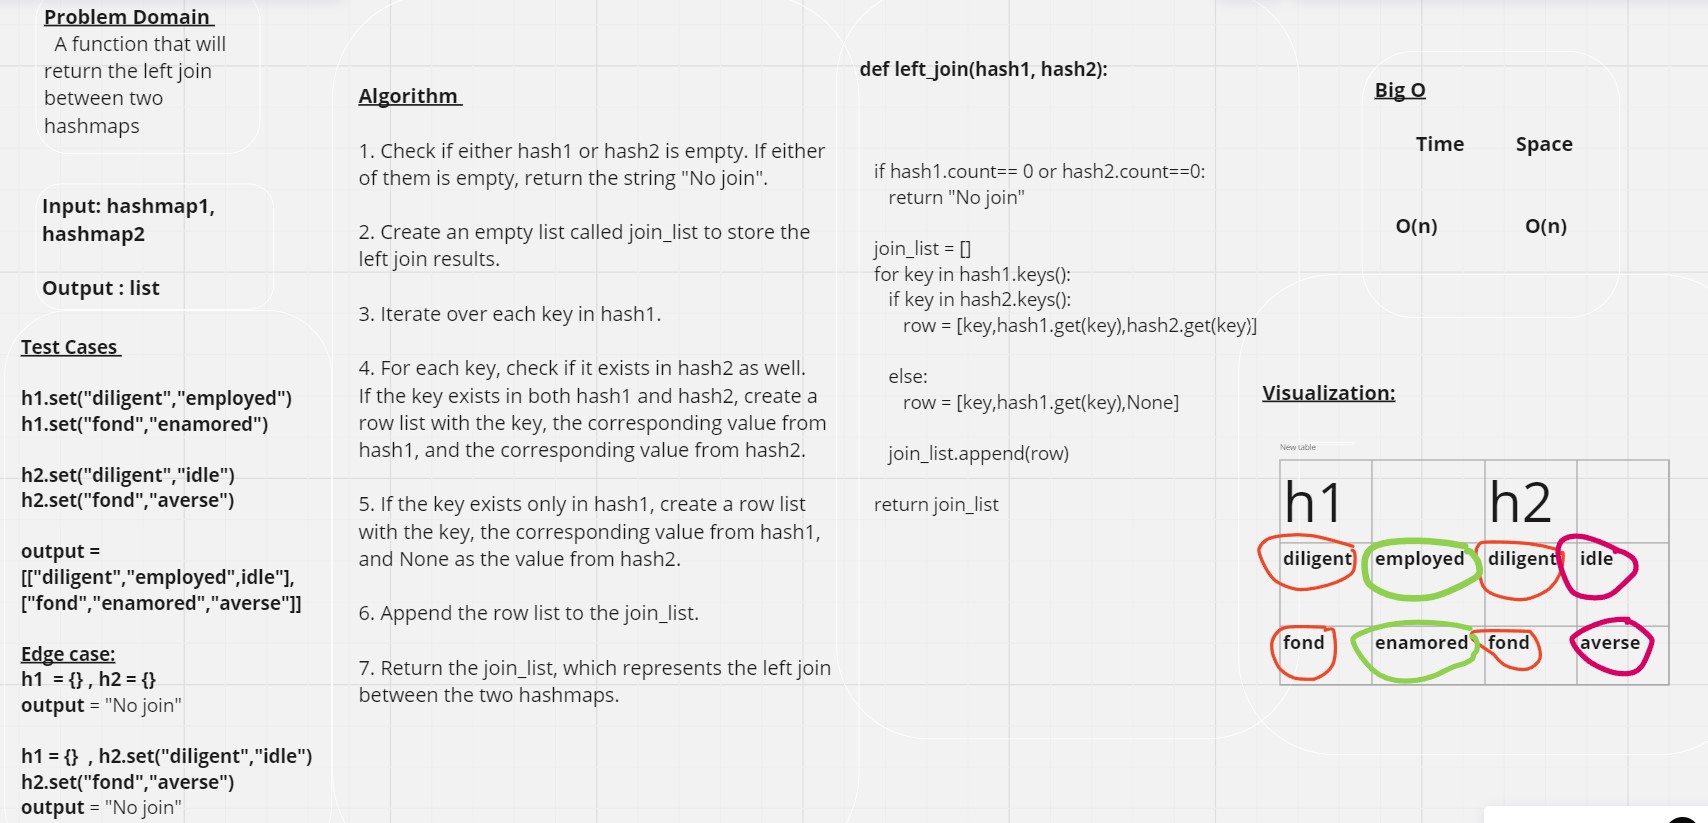 Problem Domain
A function that will
return the left join
between two
hashmaps
Input: hashmap1,
hashmap2
Output : list
Test Cases
h1.set("diligent","employed")
h1.set("fond","enamored")
h2.set("diligent","idle")
h2.set("fond","averse")
output =
[["diligent","employed",idle"],
["fond","enamored","averse"]]
Edge case:
h1 = {} , h2 = {}
output = "No join"
h1 = {} , h2.set("diligent","idle")
h2.set("fond","averse")
output = "No join"
Algorithm
1. Check if either hash1 or hash2 is empty. If either
of them is empty, return the string "No join".
2. Create an empty list called join_list to store the
left join results.
3. Iterate over each key in hash1.
4. For each key, check if it exists in hash2 as well.
If the key exists in both hash1 and hash2, create a
row list with the key, the corresponding value from
hash1, and the corresponding value from hash2.
5. If the key exists only in hash1, create a row list
with the key, the corresponding value from hash1,
and None as the value from hash2.
6. Append the row list to the join_list.
7. Return the join_list, which represents the left join
between the two hashmaps.
def left_join(hash1, hash2):
if hash1.count== 0 or hash2.count==0:
return "No join"
join_list = []
for key in hash1.keys():
if key in hash2.keys():
row = [key,hash1.get(key),hash2.get(key)]
else:
row = [key,hash1.get(key),None]
join_list.append(row)
return join_list
Big O
Time Space
O(n) O(n)
Visualization:
New table
h1 h2
diligent employed diligent idle
fond enamored fond averse